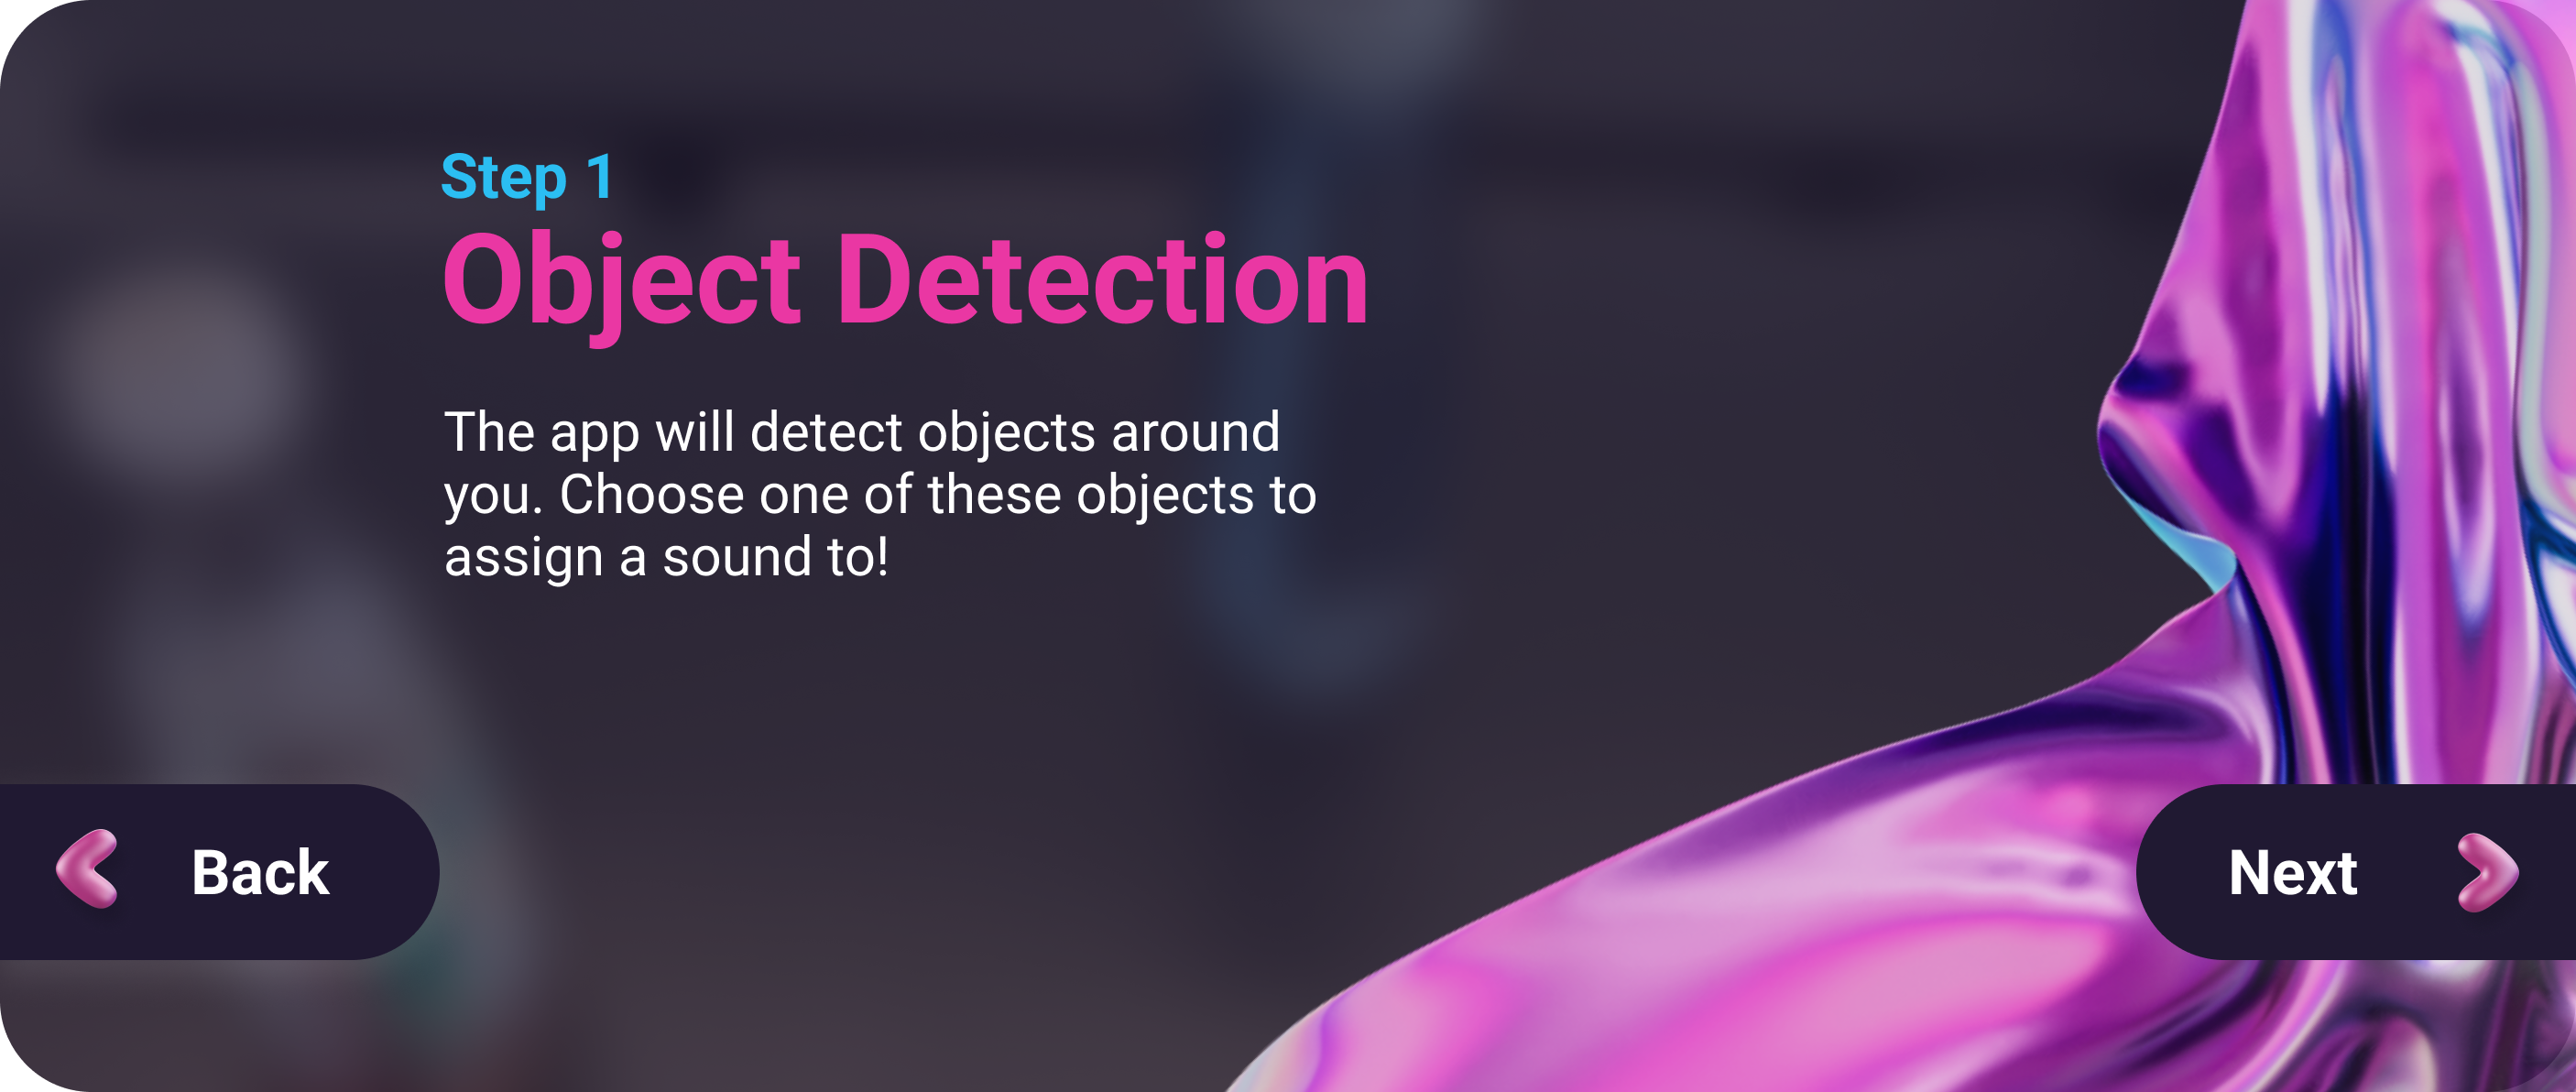 Step 1
Object Detection
The app will detect objects around
you. Choose one of these objects to
assign a sound to!
Back
Next